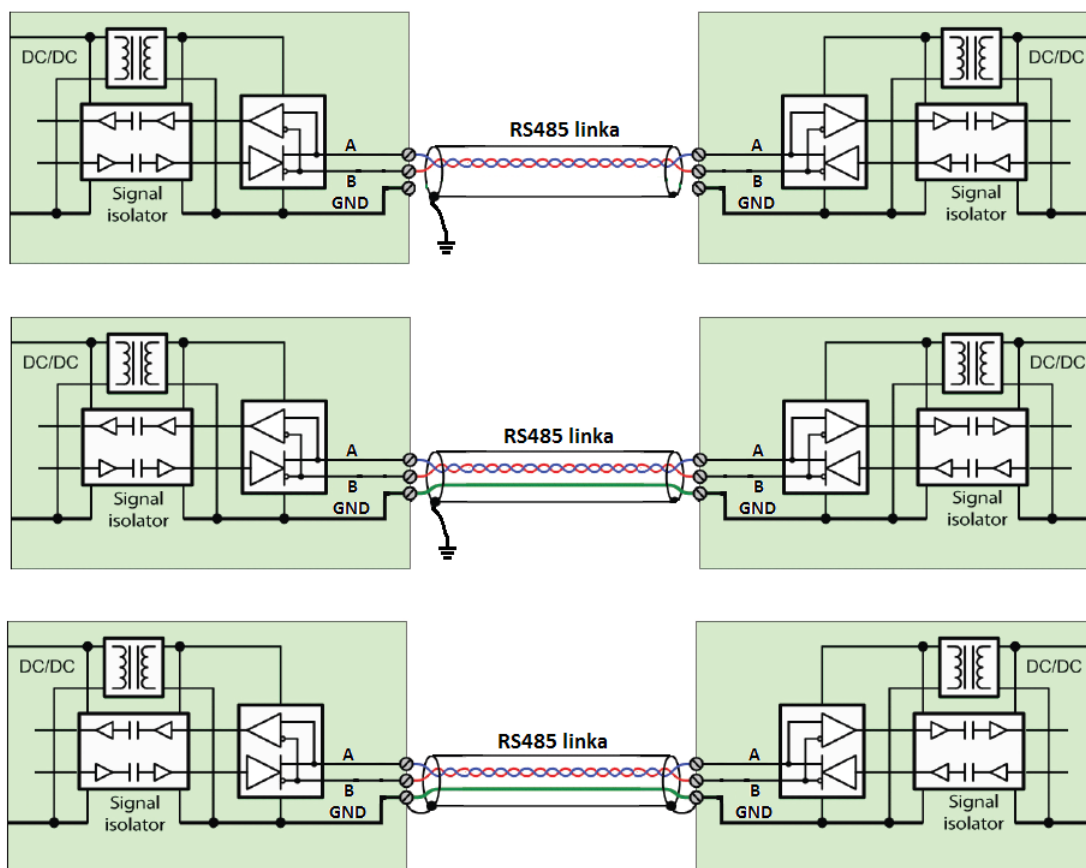 DC/DC
DC/DC
RS485 linka
A
A
B
B
Signal
isolator
GND
GND
Signal
isolator
DC/DC
DC/DC
RS485 linka
A
A
B
B
Signal
isolator
GND
GND
Signal
isolator
DC/DC
DC/DC
RS485 linka
A
A
B
B
Signal
isolator
GND
GND
Signal
isolator